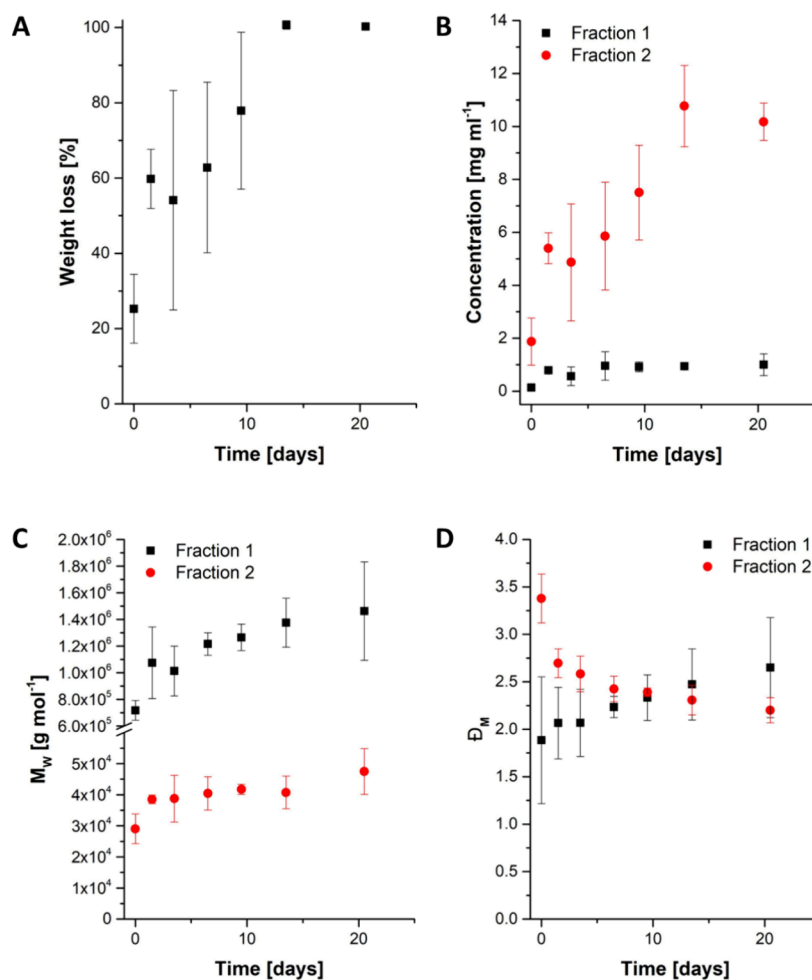 A
Weight loss [%]
100
80
60
40
20
0
0 10 20
Time [days]
B
Fraction 1
Fraction 2
Concentration [mg ml⁻¹]
14
12
10
8
6
4
2
0
0 10 20
Time [days]
C
Fraction 1
Fraction 2
M_W [g mol⁻¹]
2.0x10⁶
1.8x10⁶
1.6x10⁶
1.4x10⁶
1.2x10⁶
1.0x10⁶
8.0x10⁵
6.0x10⁵
5x10⁴
4x10⁴
3x10⁴
2x10⁴
1x10⁴
0
0 10 20
Time [days]
D
Fraction 1
Fraction 2
Đ_M
4.0
3.5
3.0
2.5
2.0
1.5
1.0
0.5
0.0
0 10 20
Time [days]